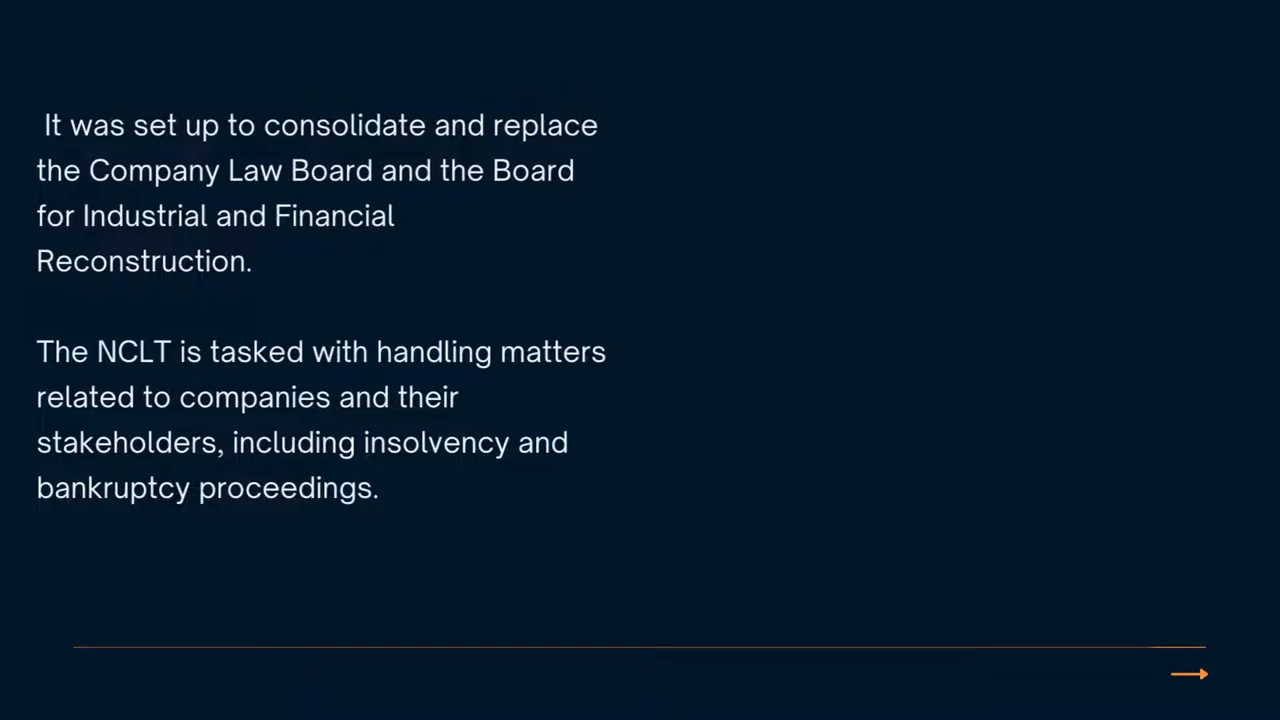 It was set up to consolidate and replace
the Company Law Board and the Board
for Industrial and Financial
Reconstruction.
The NCLT is tasked with handling matters
related to companies and their
stakeholders, including insolvency and
bankruptcy proceedings.